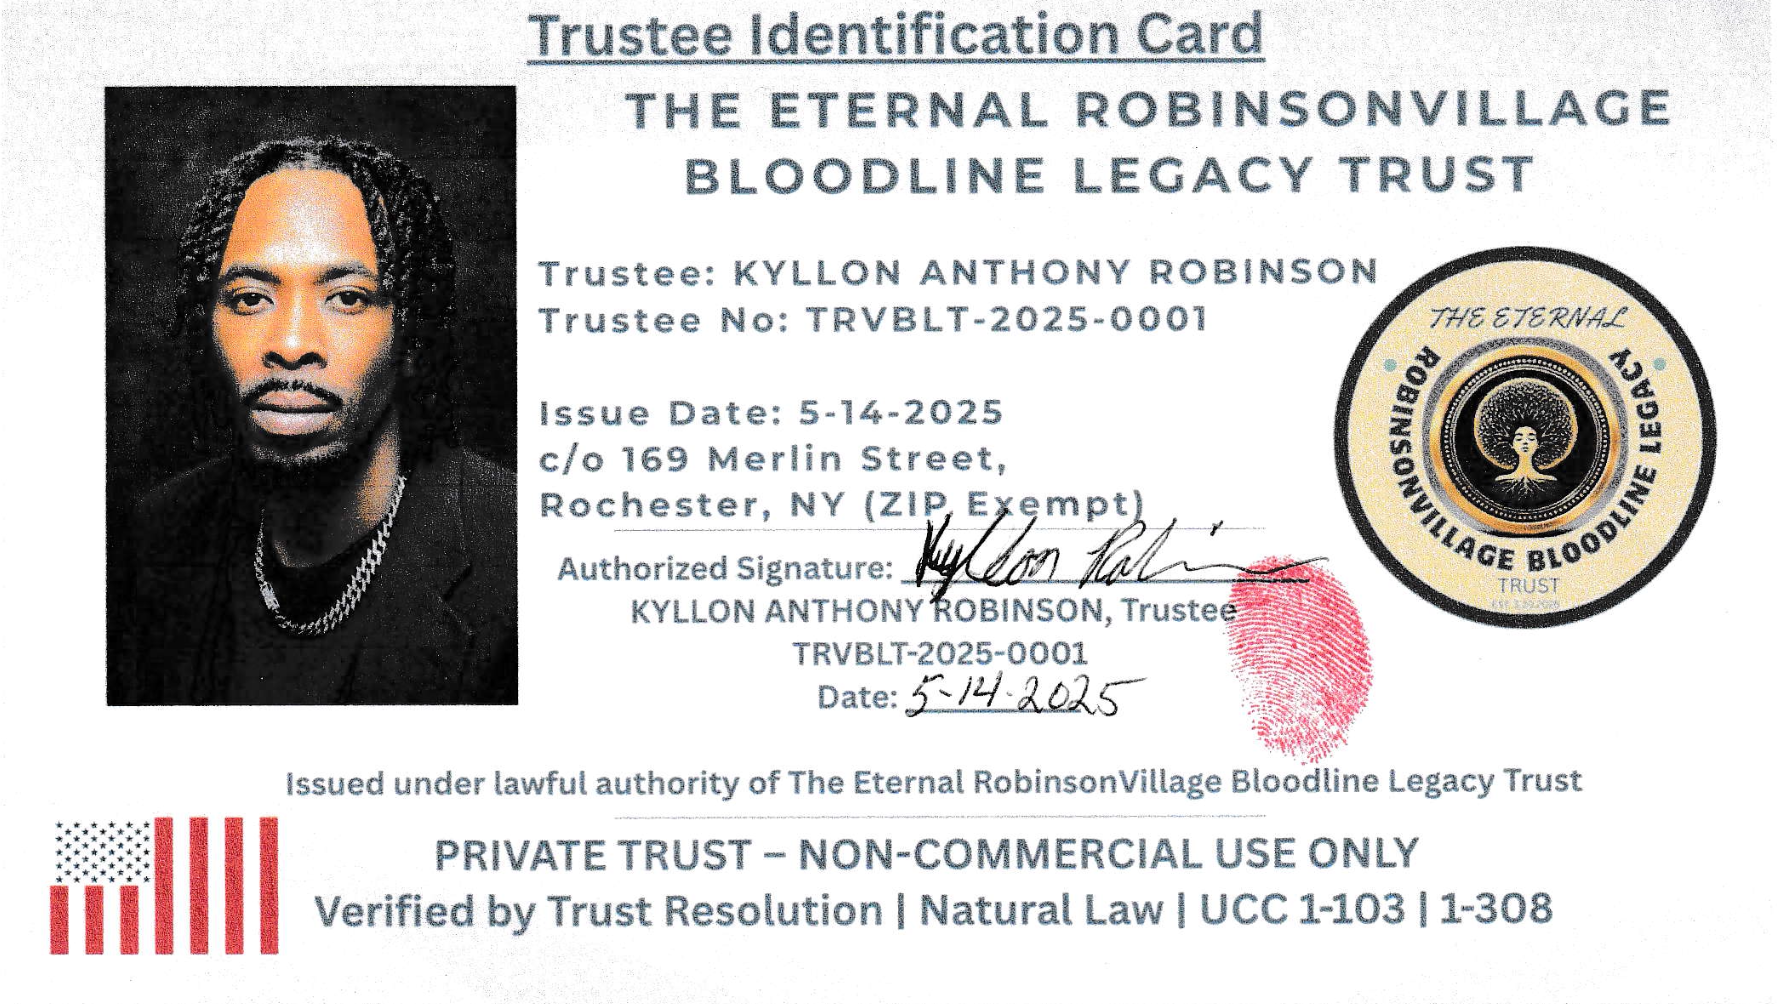 Trustee Identification Card
THE ETERNAL ROBINSONVILLAGE
BLOODLINE LEGACY TRUST
Trustee: KYLLON ANTHONY ROBINSON
Trustee No: TRVBLT-2025-0001
Issue Date: 5-14-2025
c/o 169 Merlin Street,
Rochester, NY (ZIP Exempt)
THE ETERNAL
ROBINSONVILLAGE BLOODLINE LEGACY
TRUST
Authorized Signature: Kyllon Robinson
KYLLON ANTHONY ROBINSON, Trustee
TRVBLT-2025-0001
Date: 5-14-2025
Issued under lawful authority of The Eternal RobinsonVillage Bloodline Legacy Trust
PRIVATE TRUST – NON-COMMERCIAL USE ONLY
Verified by Trust Resolution | Natural Law | UCC 1-103 | 1-308